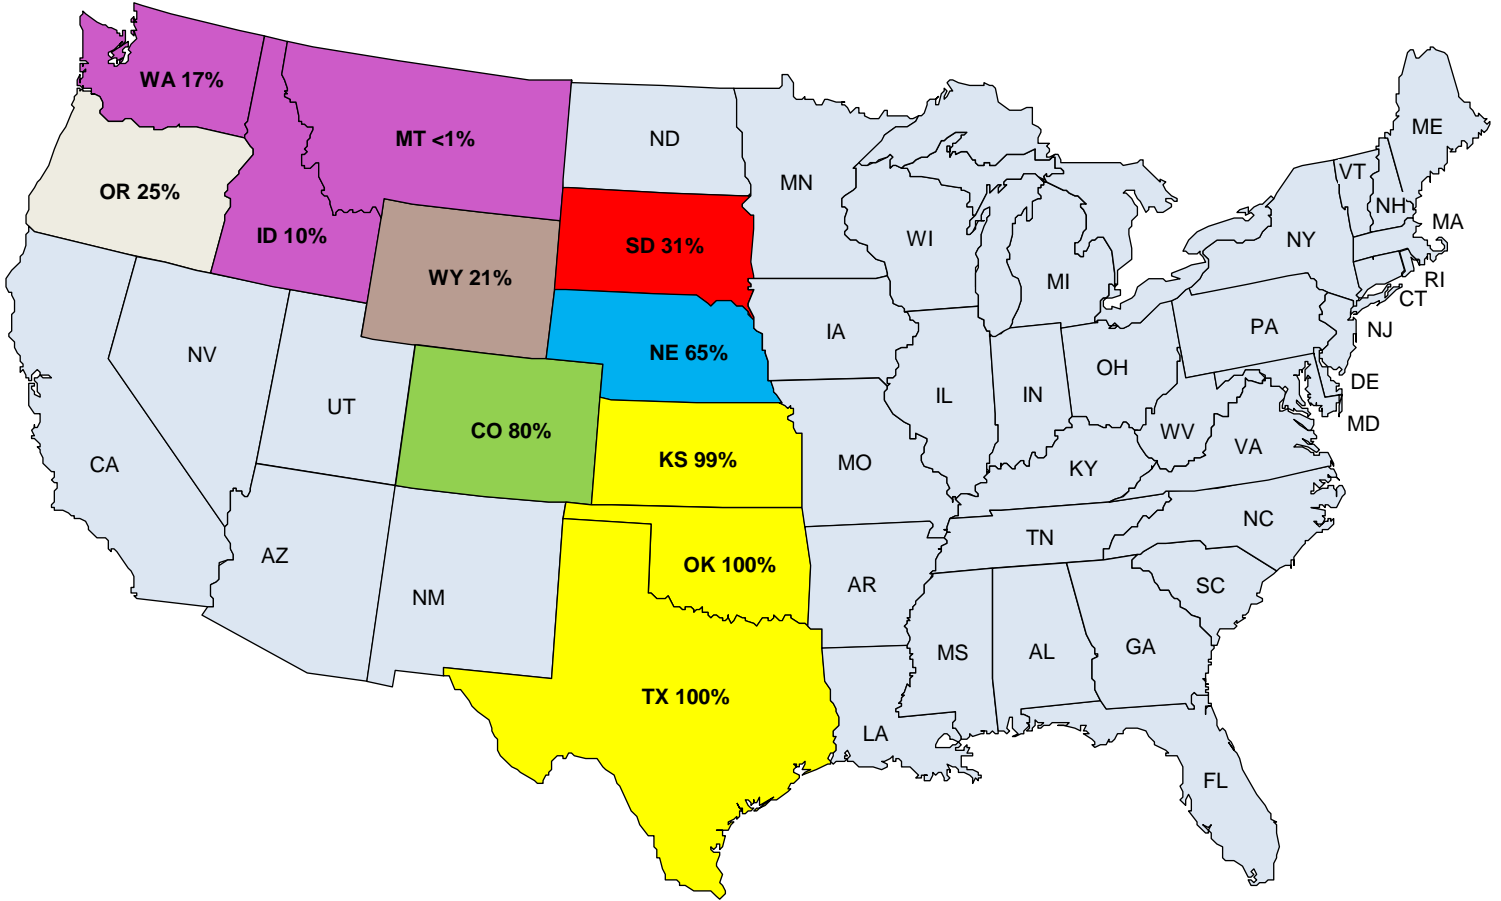 WA 17%
MT <1%
ND
ME
OR 25%
ID 10%
MN
VT
NH
MA
SD 31%
WI
NY
WY 21%
MI
RI
CT
NV
NE 65%
IA
PA
NJ
UT
CO 80%
IL
IN
OH
DE
MD
CA
KS 99%
MO
KY
WV
VA
AZ
NM
OK 100%
AR
TN
NC
SC
TX 100%
MS
AL
GA
LA
FL